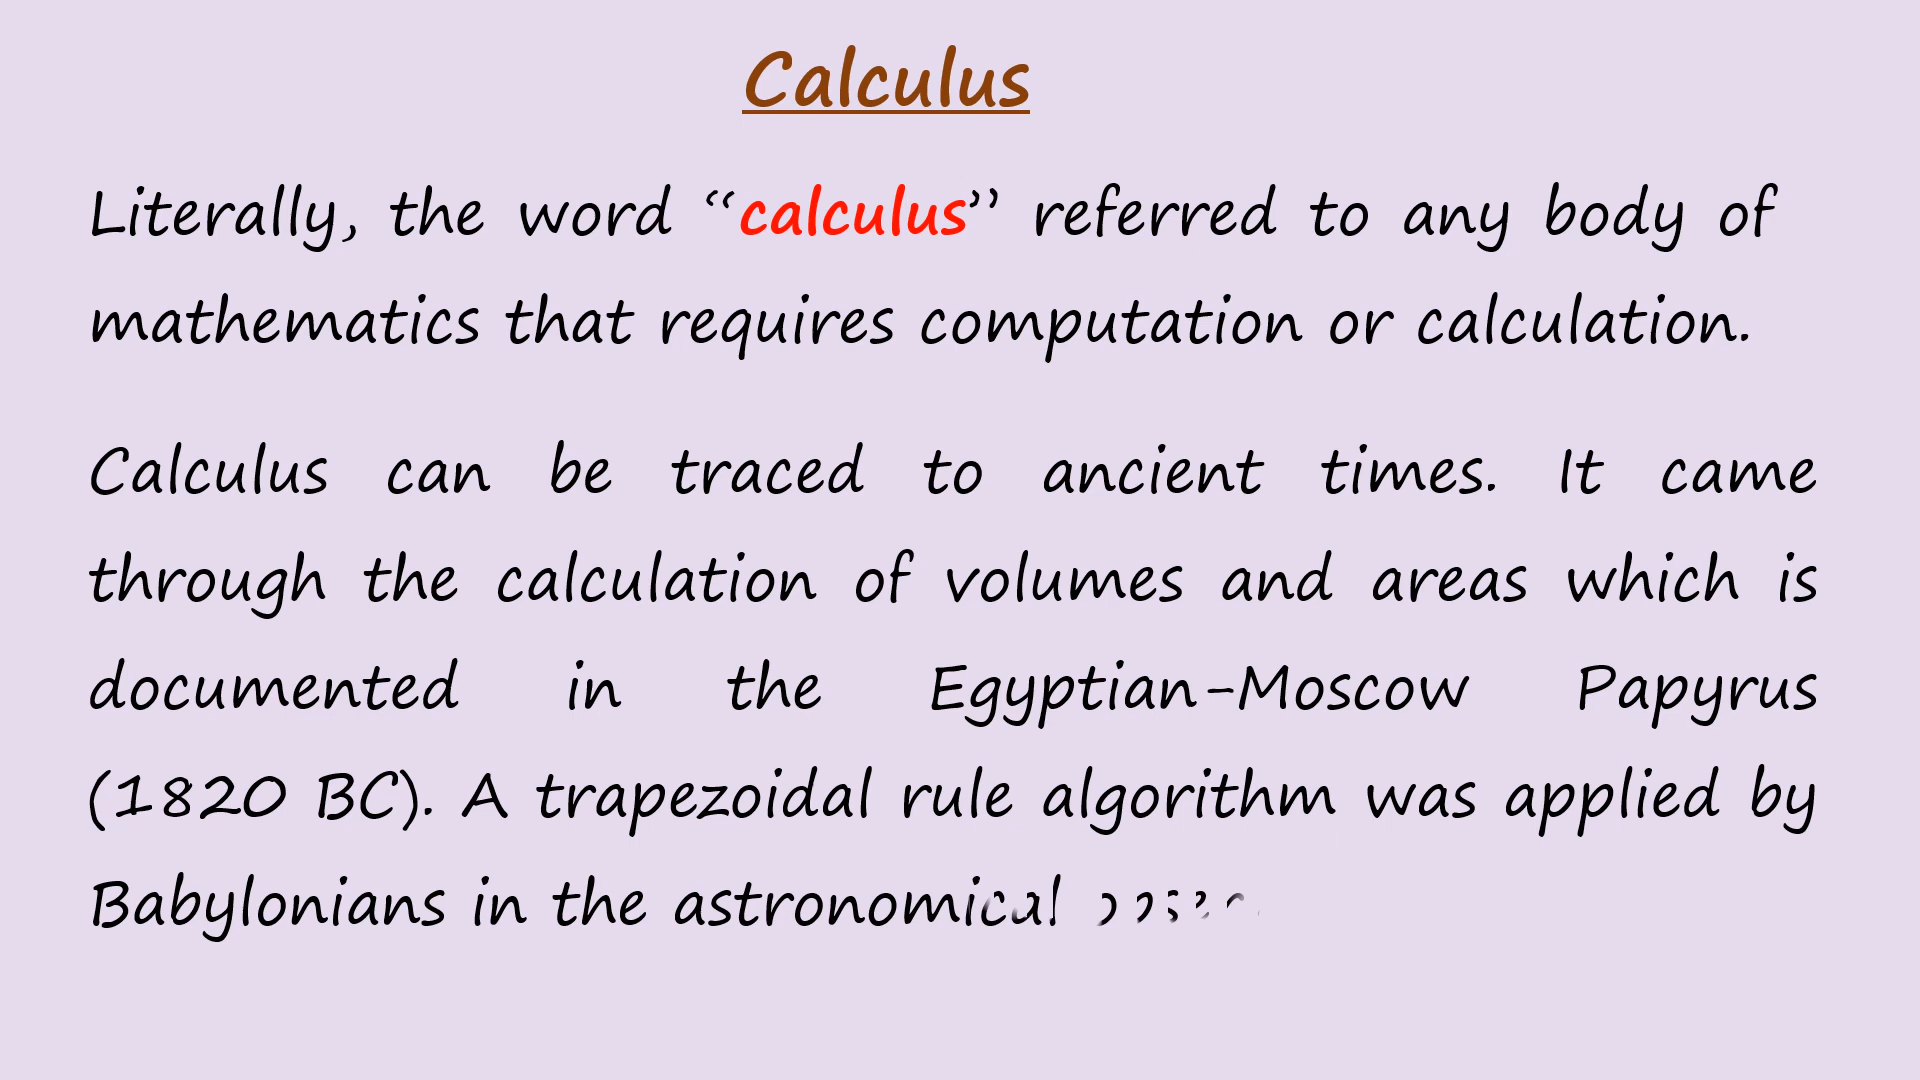 Calculus
Literally, the word “calculus” referred to any body of
mathematics that requires computation or calculation.
Calculus can be traced to ancient times. It came
through the calculation of volumes and areas which is
documented in the Egyptian-Moscow Papyrus
(1820 BC). A trapezoidal rule algorithm was applied by
Babylonians in the astronomical